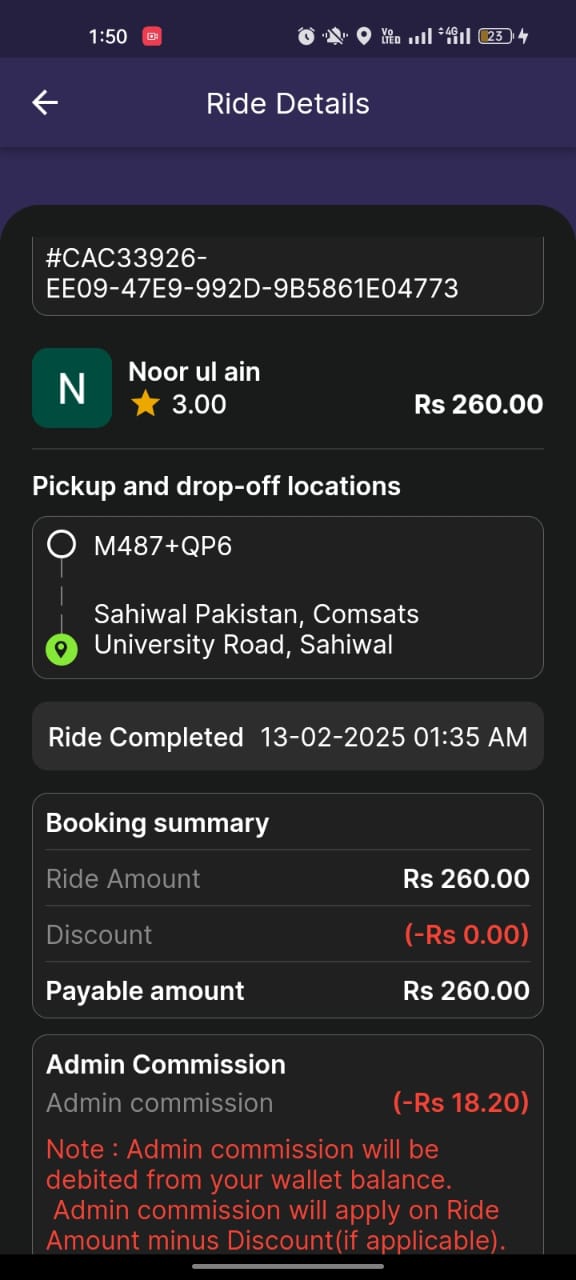 1:50
Vo LTED
4G
23
Ride Details
#CAC33926-
EE09-47E9-992D-9B5861E04773
N
Noor ul ain
3.00
Rs 260.00
Pickup and drop-off locations
M487+QP6
Sahiwal Pakistan, Comsats
University Road, Sahiwal
Ride Completed 13-02-2025 01:35 AM
Booking summary
Ride Amount Rs 260.00
Discount (-Rs 0.00)
Payable amount Rs 260.00
Admin Commission
Admin commission (-Rs 18.20)
Note : Admin commission will be
debited from your wallet balance.
Admin commission will apply on Ride
Amount minus Discount(if applicable).